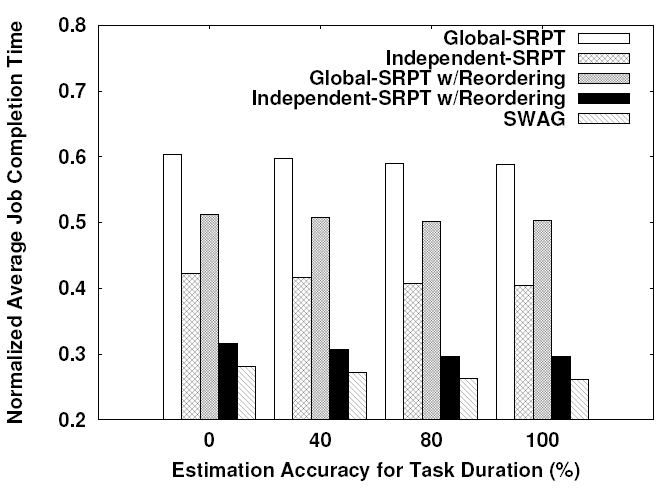 Normalized Average Job Completion Time
0.8
0.7
0.6
0.5
0.4
0.3
0.2
Global-SRPT
Independent-SRPT
Global-SRPT w/Reordering
Independent-SRPT w/Reordering
SWAG
0 40 80 100
Estimation Accuracy for Task Duration (%)